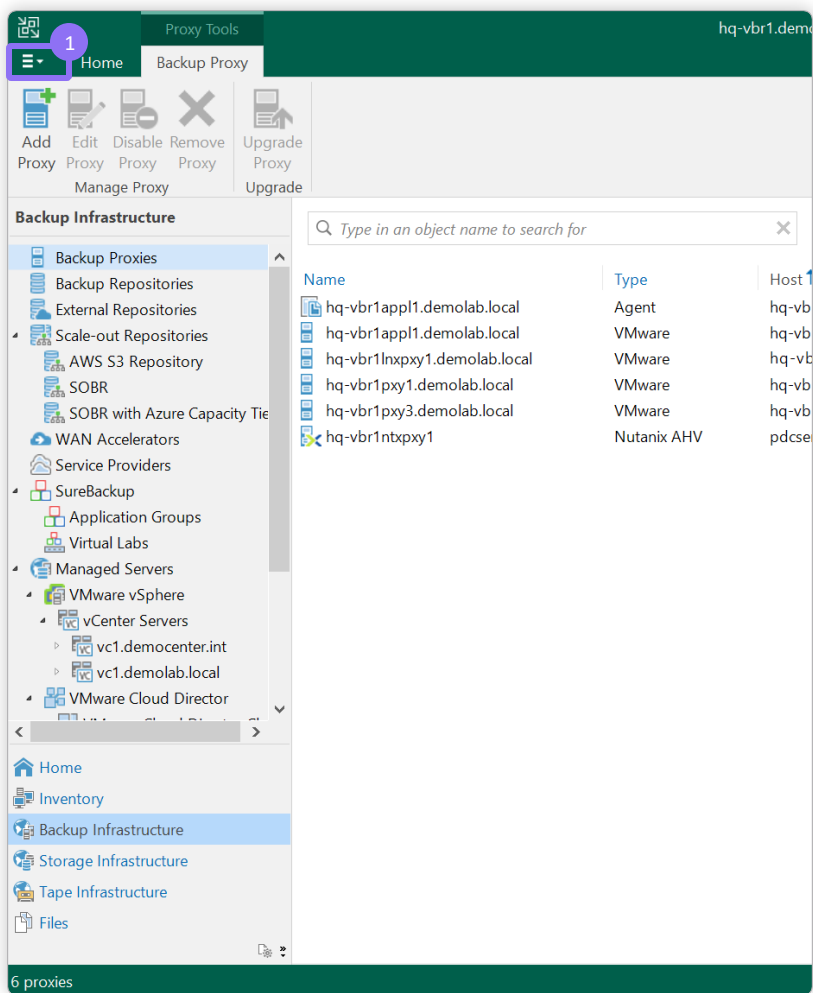 Proxy Tools
hq-vbr1.demo
1
Home
Backup Proxy
Add Proxy
Edit Proxy
Disable Proxy
Remove Proxy
Upgrade Proxy
Manage Proxy
Upgrade
Backup Infrastructure
Type in an object name to search for
Backup Proxies
Backup Repositories
External Repositories
Scale-out Repositories
AWS S3 Repository
SOBR
SOBR with Azure Capacity Tie
WAN Accelerators
Service Providers
SureBackup
Application Groups
Virtual Labs
Managed Servers
VMware vSphere
vCenter Servers
vc1.democenter.int
vc1.demolab.local
VMware Cloud Director
Name Type Host
hq-vbr1appl1.demolab.local Agent hq-vb
hq-vbr1appl1.demolab.local VMware hq-vb
hq-vbr1lnxpxy1.demolab.local VMware hq-vb
hq-vbr1pxy1.demolab.local VMware hq-vb
hq-vbr1pxy3.demolab.local VMware hq-vb
hq-vbr1ntxpxy1 Nutanix AHV pdcser
Home
Inventory
Backup Infrastructure
Storage Infrastructure
Tape Infrastructure
Files
6 proxies